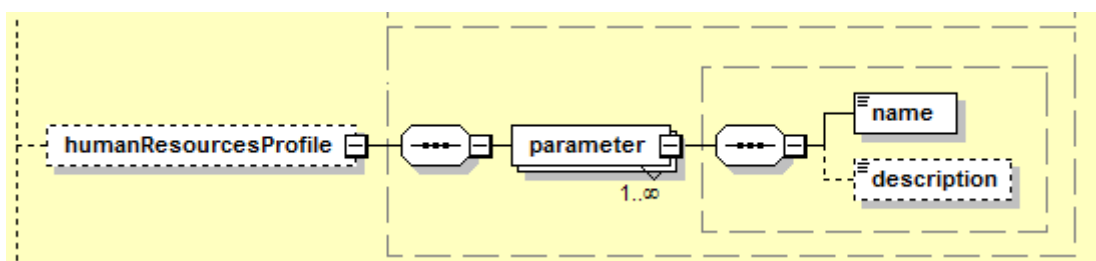 name
humanResourcesProfile
parameter
1..∞
description